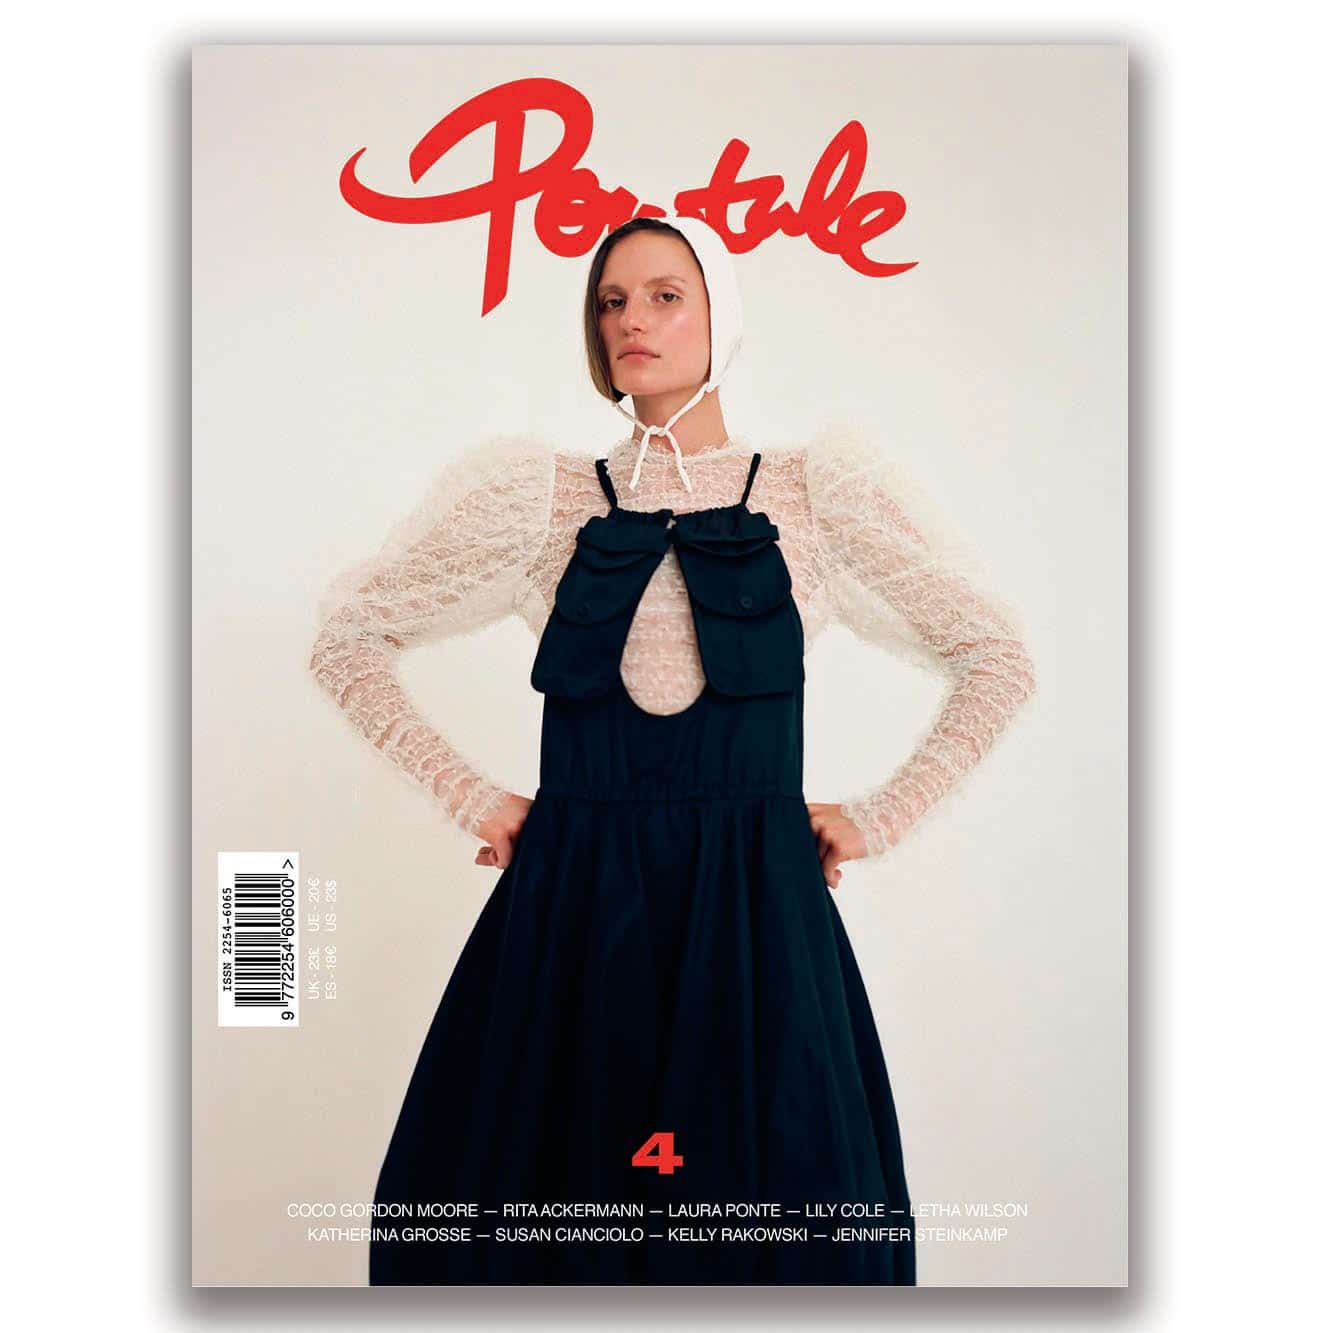 Ponytale
ISSN 2254-6065
9 772254 606000 >
UK - 23£ UE - 20€
ES - 18€ US - 23$
4
COCO GORDON MOORE — RITA ACKERMANN — LAURA PONTE — LILY COLE — LETHA WILSON
KATHERINA GROSSE — SUSAN CIANCIOLO — KELLY RAKOWSKI — JENNIFER STEINKAMP